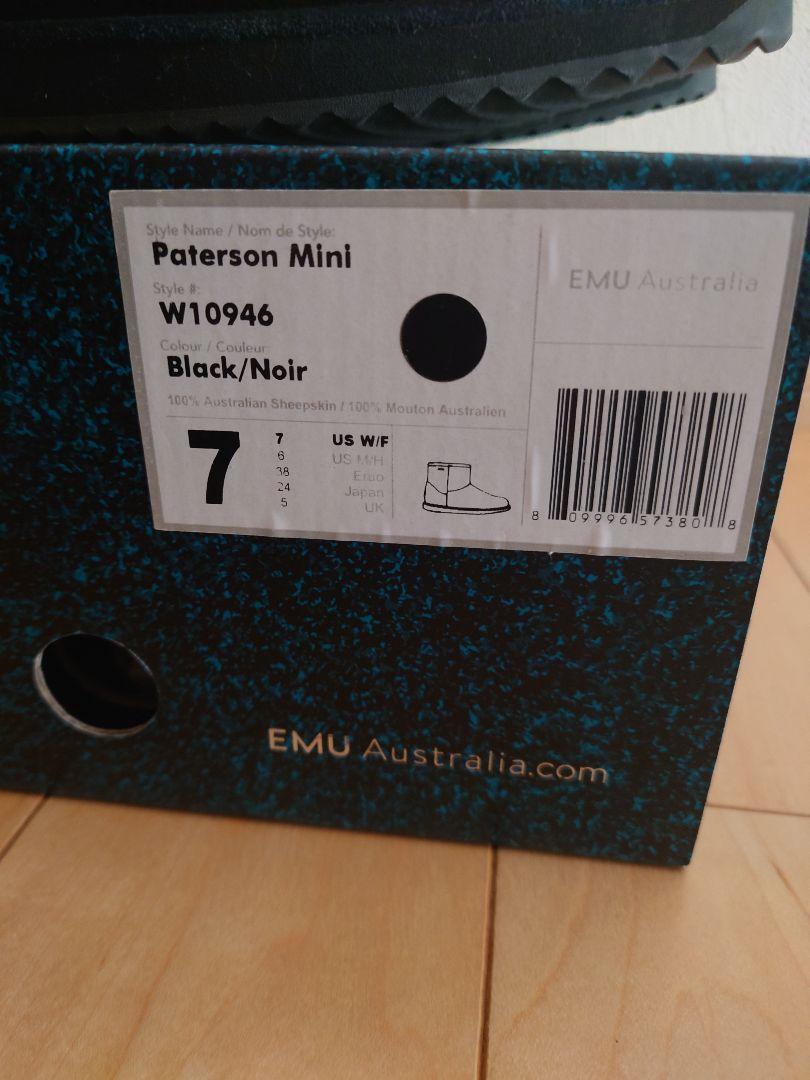 Style Name / Nom de Style:
Paterson Mini
Style #:
W10946
Colour / Couleur:
Black/Noir
100% Australian Sheepskin / 100% Mouton Australien
7
7 US W/F
6 US M/H
38 Euro
24 Japan
5 UK
EMU Australia
8 09996 57380 8
EMU Australia.com